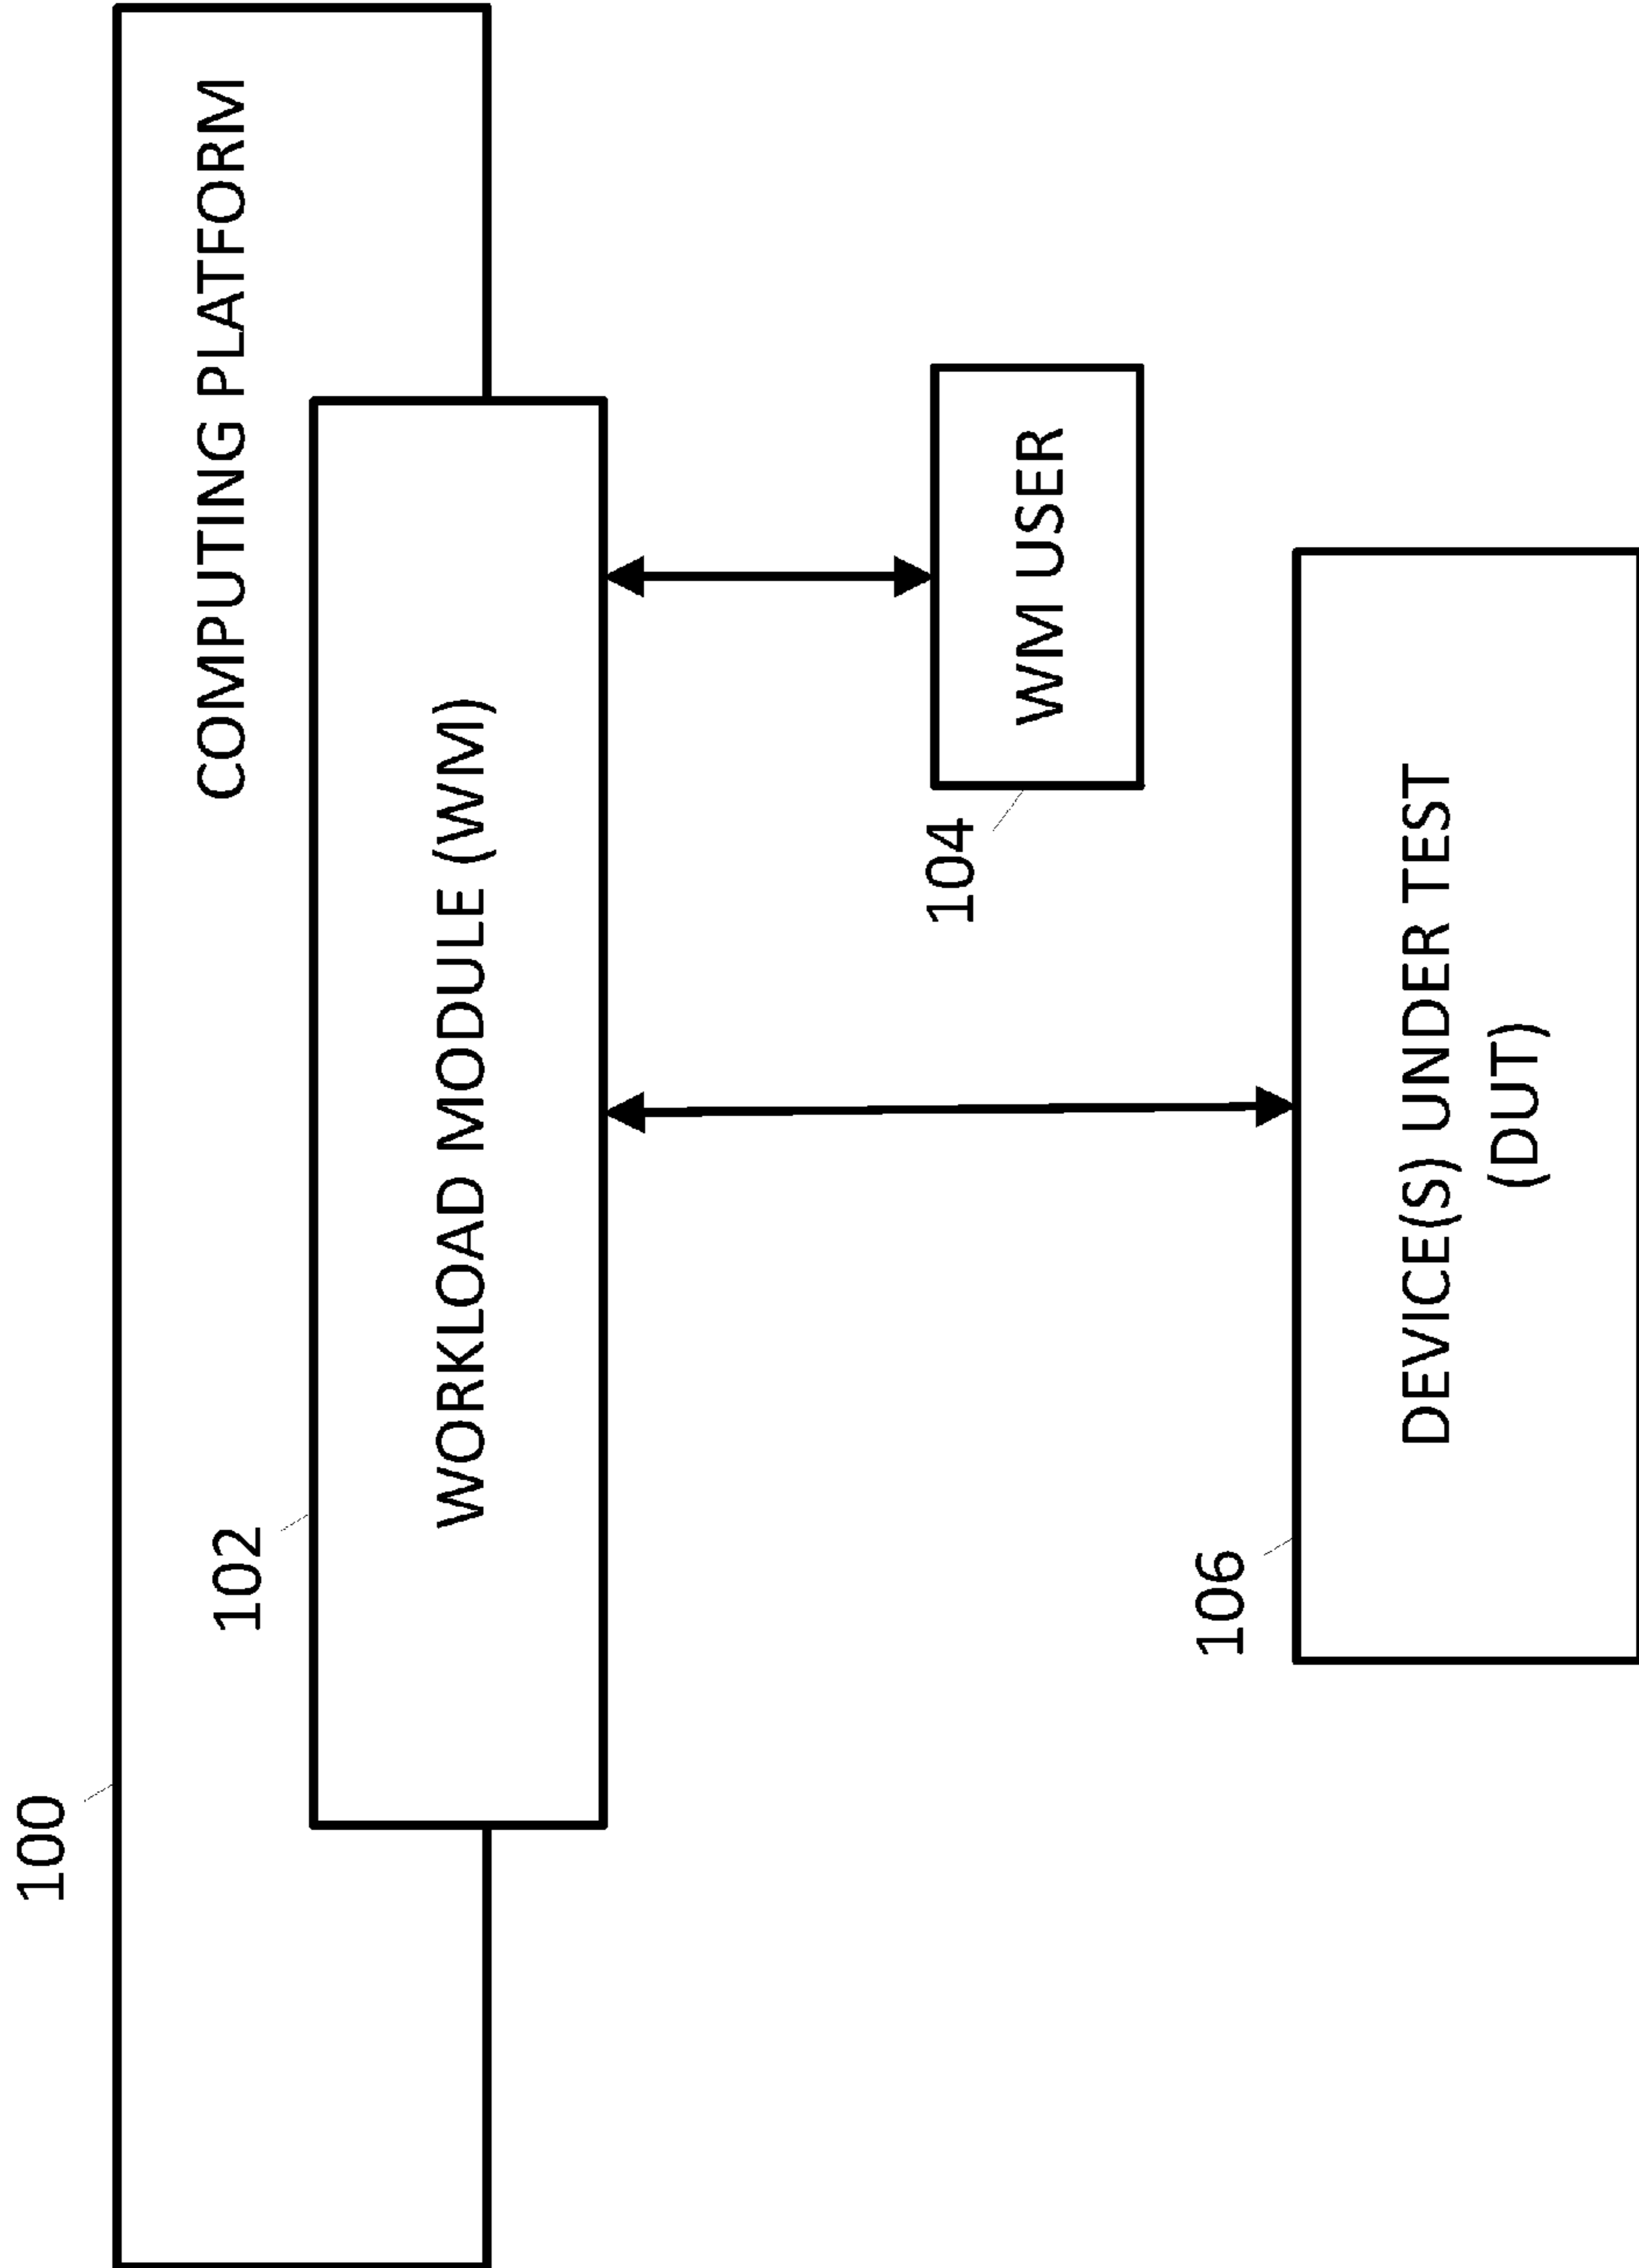 100
COMPUTING PLATFORM
102
WORKLOAD MODULE (WM)
104
WM USER
106
DEVICE(S) UNDER TEST
(DUT)